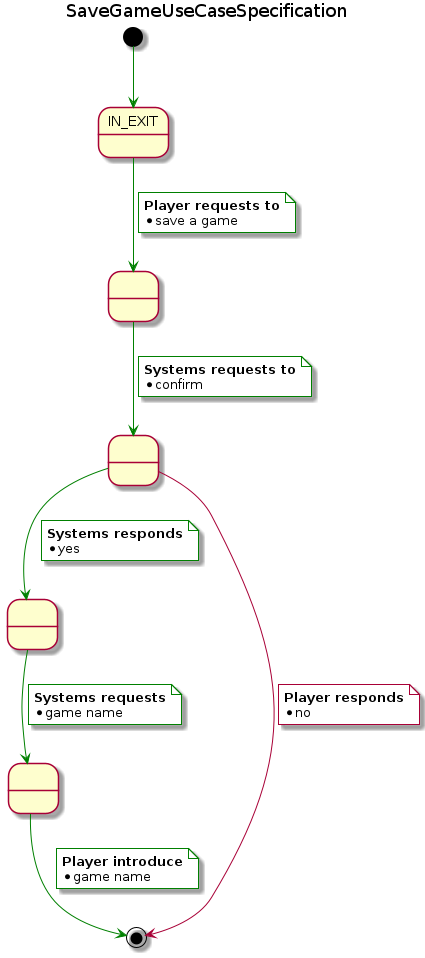 SaveGameUseCaseSpecification
IN_EXIT
Player requests to
• save a game
Systems requests to
• confirm
Systems responds
• yes
Systems requests
• game name
Player responds
• no
Player introduce
• game name